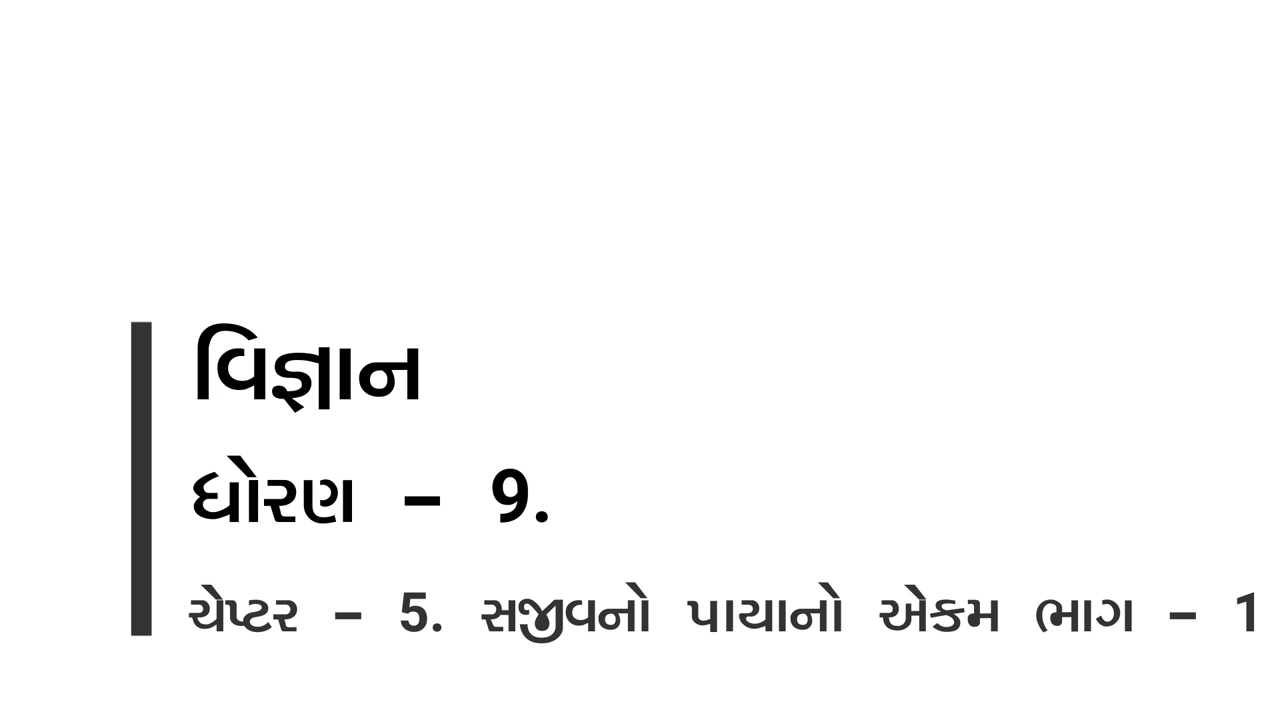 વિજ્ઞાન
ધોરણ – 9.
ચેપ્ટર – 5. સજીવનો પાયાનો એકમ ભાગ – 1